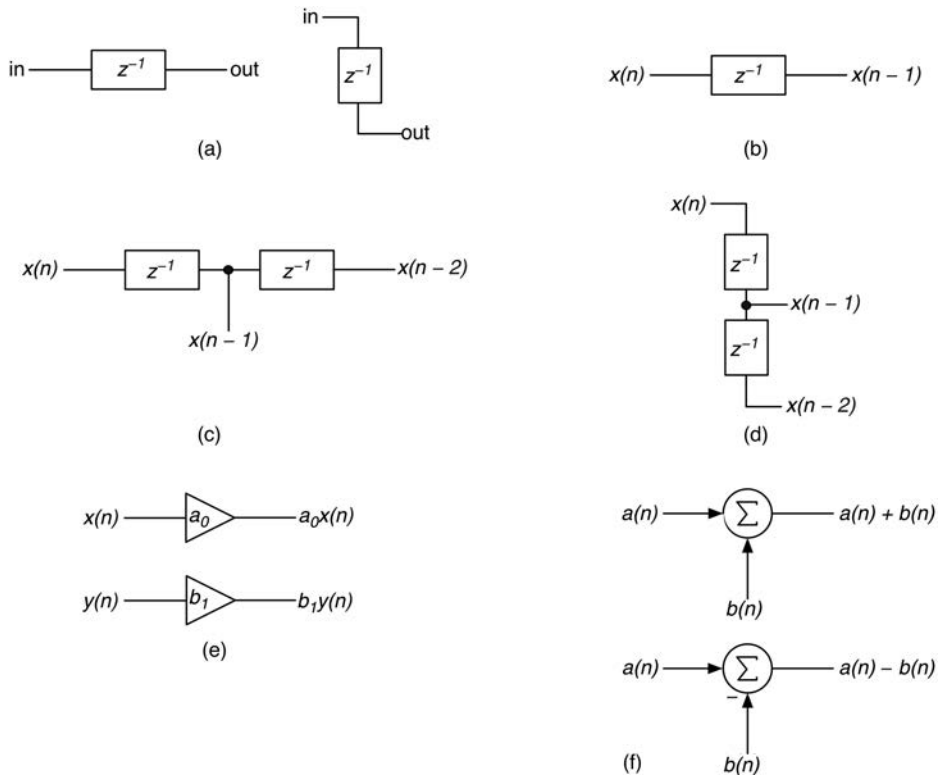 in z⁻¹ out
in
z⁻¹
out
(a)
x(n) z⁻¹ x(n − 1)
(b)
x(n) z⁻¹ z⁻¹ x(n − 2)
x(n − 1)
(c)
x(n)
z⁻¹
x(n − 1)
z⁻¹
x(n − 2)
(d)
x(n) a₀ a₀x(n)
y(n) b₁ b₁y(n)
(e)
a(n) Σ a(n) + b(n)
b(n)
a(n) Σ a(n) − b(n)
−
b(n)
(f)